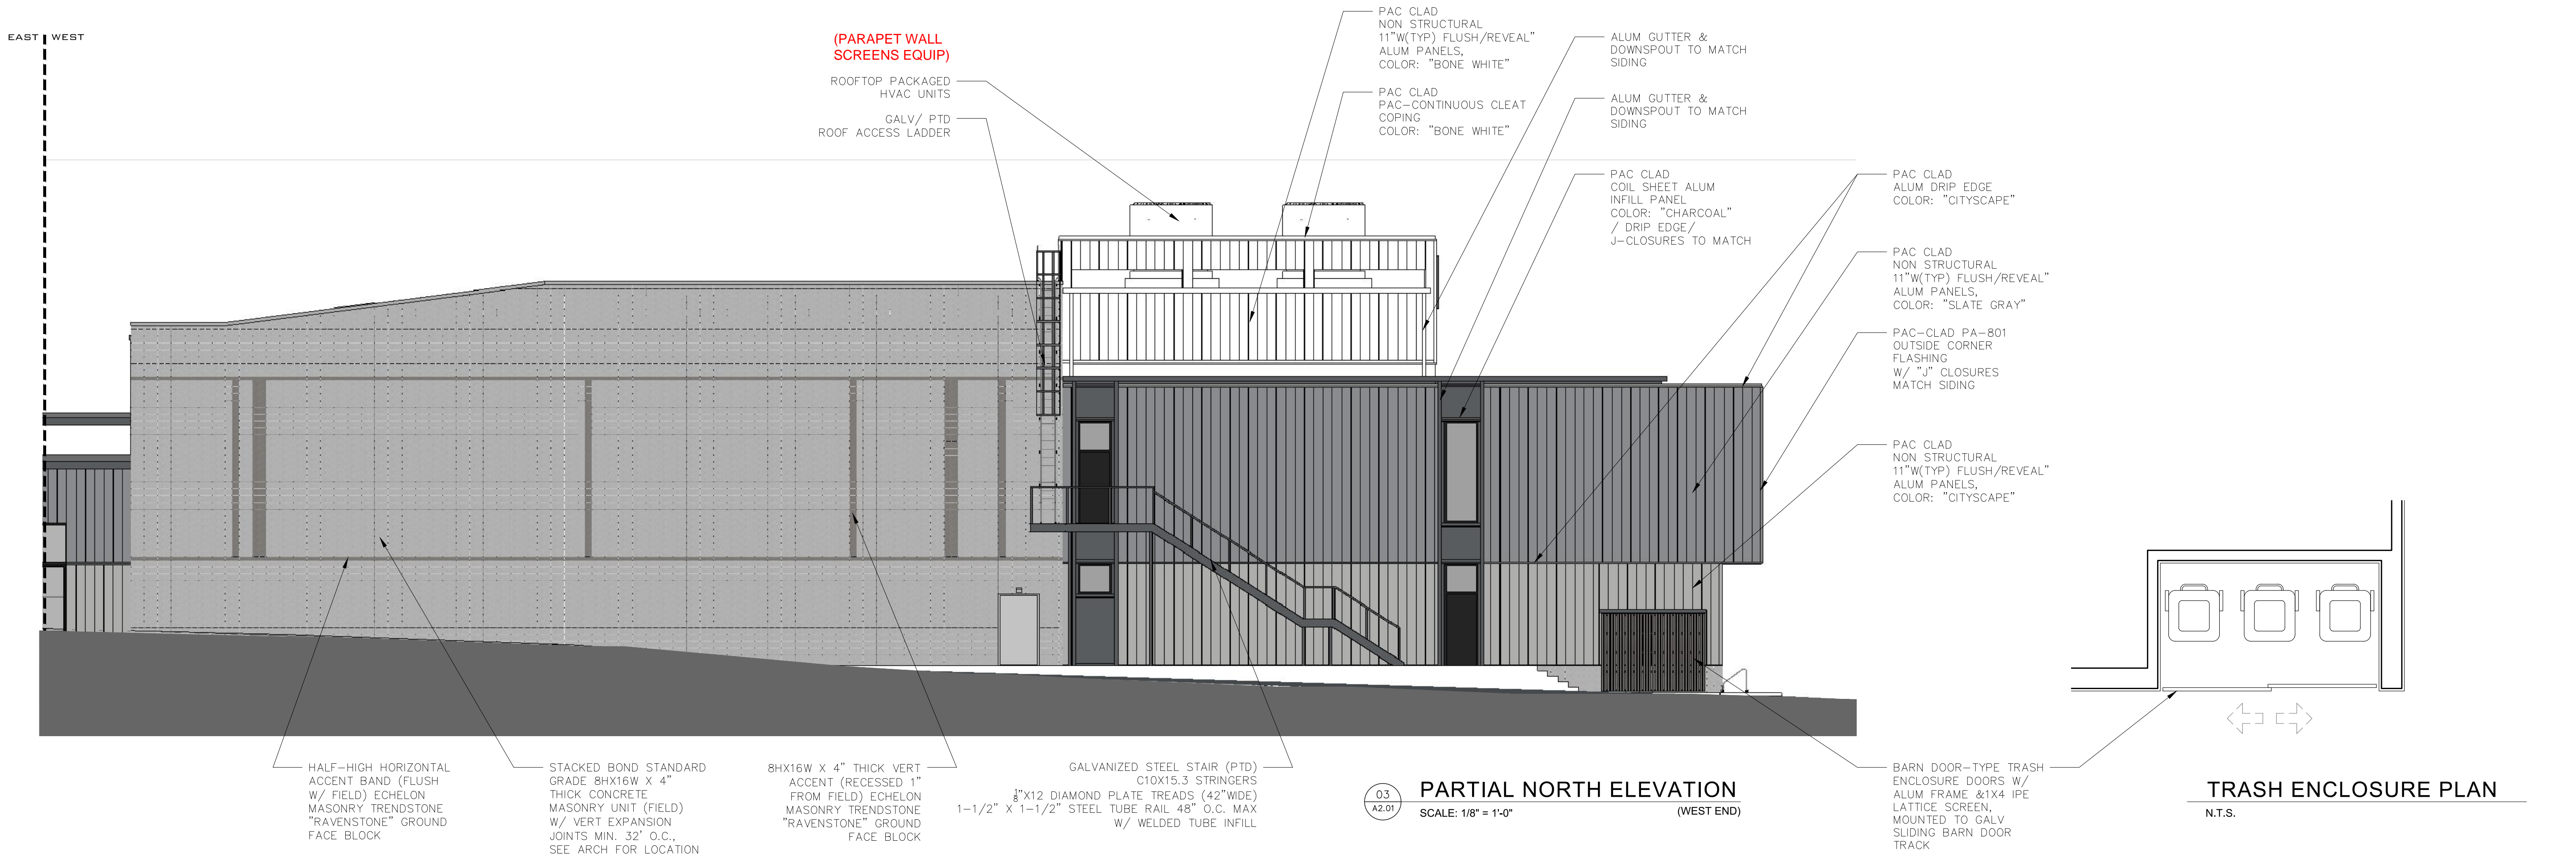 EAST WEST
(PARAPET WALL
SCREENS EQUIP)
ROOFTOP PACKAGED
HVAC UNITS
GALV/ PTD
ROOF ACCESS LADDER
PAC CLAD
NON STRUCTURAL
11"W(TYP) FLUSH/REVEAL"
ALUM PANELS,
COLOR: "BONE WHITE"
PAC CLAD
PAC-CONTINUOUS CLEAT
COPING
COLOR: "BONE WHITE"
ALUM GUTTER &
DOWNSPOUT TO MATCH
SIDING
ALUM GUTTER &
DOWNSPOUT TO MATCH
SIDING
PAC CLAD
COIL SHEET ALUM
INFILL PANEL
COLOR: "CHARCOAL"
/ DRIP EDGE/
J-CLOSURES TO MATCH
PAC CLAD
ALUM DRIP EDGE
COLOR: "CITYSCAPE"
PAC CLAD
NON STRUCTURAL
11"W(TYP) FLUSH/REVEAL"
ALUM PANELS,
COLOR: "SLATE GRAY"
PAC-CLAD PA-801
OUTSIDE CORNER
FLASHING
W/ "J" CLOSURES
MATCH SIDING
PAC CLAD
NON STRUCTURAL
11"W(TYP) FLUSH/REVEAL"
ALUM PANELS,
COLOR: "CITYSCAPE"
HALF-HIGH HORIZONTAL
ACCENT BAND (FLUSH
W/ FIELD) ECHELON
MASONRY TRENDSTONE
"RAVENSTONE" GROUND
FACE BLOCK
STACKED BOND STANDARD
GRADE 8HX16W X 4"
THICK CONCRETE
MASONRY UNIT (FIELD)
W/ VERT EXPANSION
JOINTS MIN. 32' O.C.,
SEE ARCH FOR LOCATION
8HX16W X 4" THICK VERT
ACCENT (RECESSED 1"
FROM FIELD) ECHELON
MASONRY TRENDSTONE
"RAVENSTONE" GROUND
FACE BLOCK
GALVANIZED STEEL STAIR (PTD)
C10X15.3 STRINGERS
1/8"X12 DIAMOND PLATE TREADS (42"WIDE)
1-1/2" X 1-1/2" STEEL TUBE RAIL 48" O.C. MAX
W/ WELDED TUBE INFILL
03
A2.01
PARTIAL NORTH ELEVATION
SCALE: 1/8" = 1'-0"
(WEST END)
BARN DOOR-TYPE TRASH
ENCLOSURE DOORS W/
ALUM FRAME &1X4 IPE
LATTICE SCREEN,
MOUNTED TO GALV
SLIDING BARN DOOR
TRACK
TRASH ENCLOSURE PLAN
N.T.S.